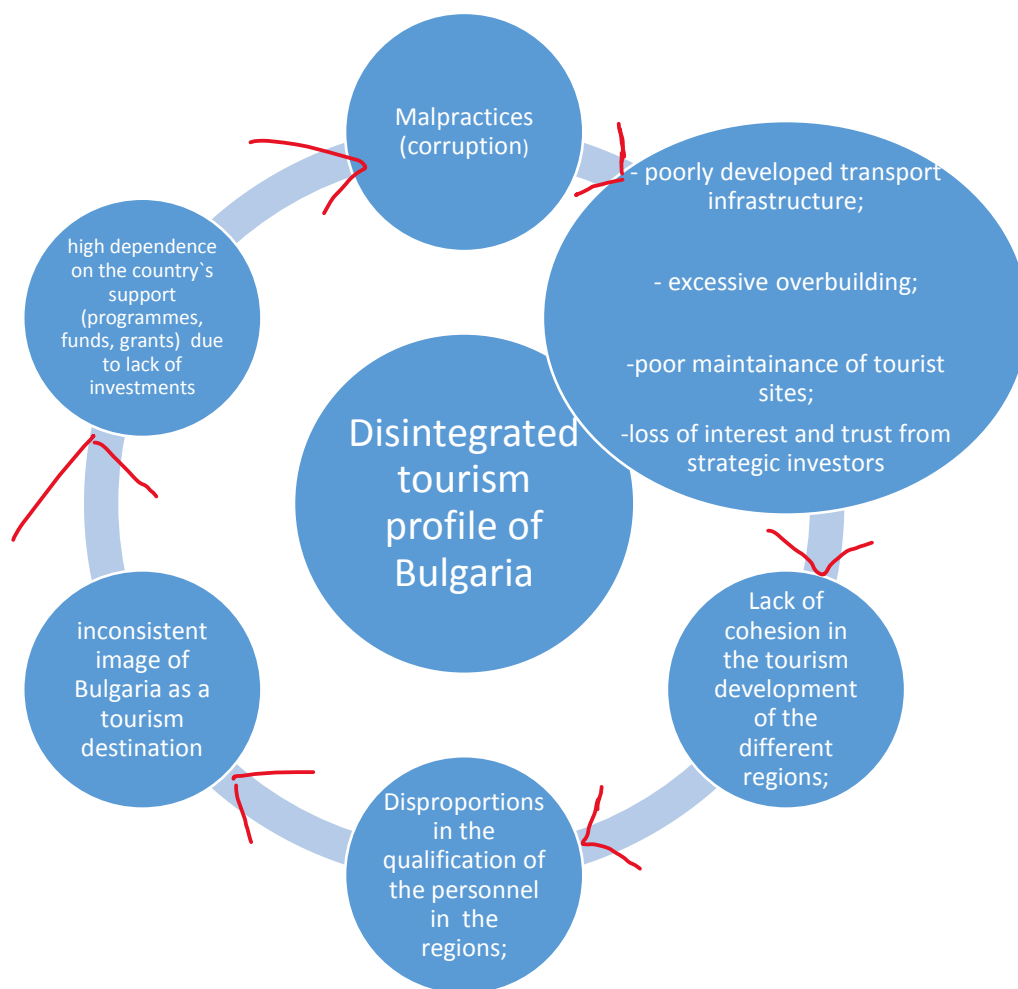 Malpractices
(corruption)
- poorly developed transport
infrastructure;
- excessive overbuilding;
-poor maintainance of tourist
sites;
-loss of interest and trust from
strategic investors
Lack of
cohesion in
the tourism
development
of the
different
regions;
Disproportions
in the
qualification of
the personnel
in the
regions;
inconsistent
image of
Bulgaria as a
tourism
destination
high dependence
on the country`s
support
(programmes,
funds, grants) due
to lack of
investments
Disintegrated
tourism
profile of
Bulgaria